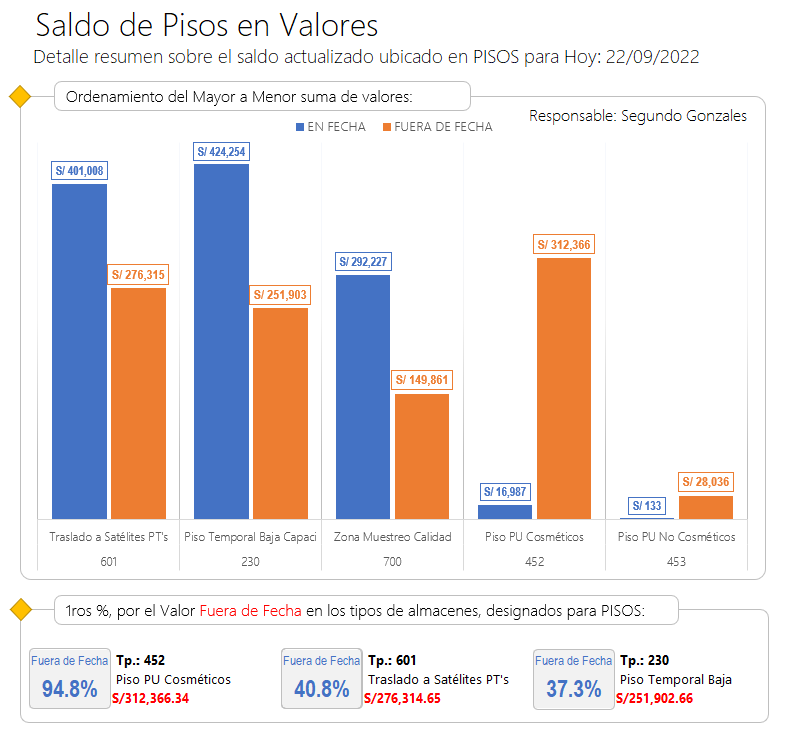 Saldo de Pisos en Valores
Detalle resumen sobre el saldo actualizado ubicado en PISOS para Hoy: 22/09/2022
Ordenamiento del Mayor a Menor suma de valores:
Responsable: Segundo Gonzales
EN FECHA FUERA DE FECHA
S/ 401,008
S/ 276,315
S/ 424,254
S/ 251,903
S/ 292,227
S/ 149,861
S/ 16,987
S/ 312,366
S/ 133
S/ 28,036
Traslado a Satélites PT's Piso Temporal Baja Capaci Zona Muestreo Calidad Piso PU Cosméticos Piso PU No Cosméticos
601 230 700 452 453
1ros %, por el Valor Fuera de Fecha en los tipos de almacenes, designados para PISOS:
Fuera de Fecha
94.8%
Tp.: 452
Piso PU Cosméticos
S/312,366.34
Fuera de Fecha
40.8%
Tp.: 601
Traslado a Satélites PT's
S/276,314.65
Fuera de Fecha
37.3%
Tp.: 230
Piso Temporal Baja
S/251,902.66